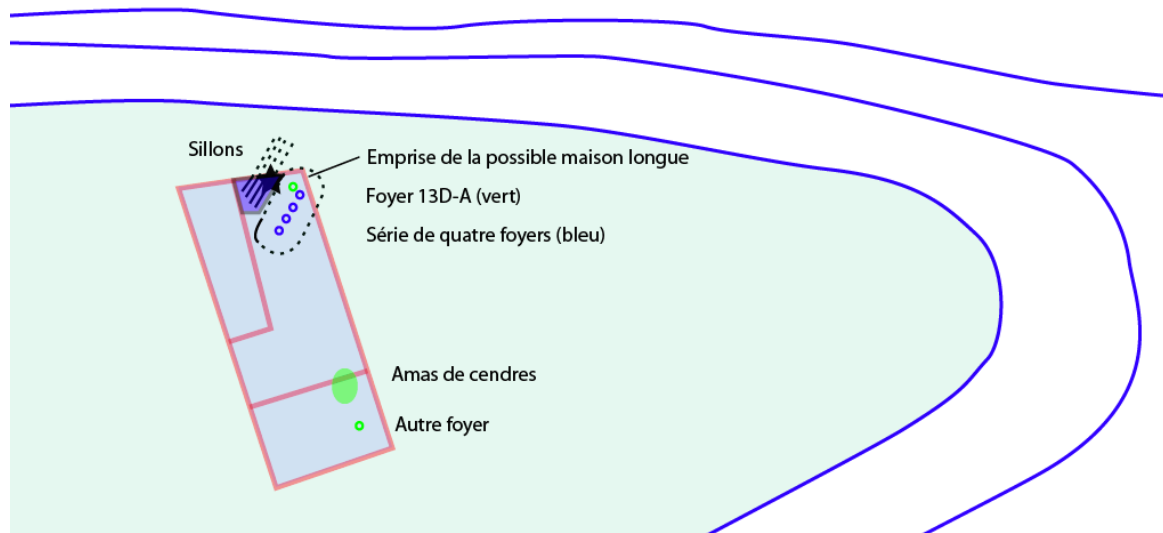 Sillons
Emprise de la possible maison longue
Foyer 13D-A (vert)
Série de quatre foyers (bleu)
Amas de cendres
Autre foyer